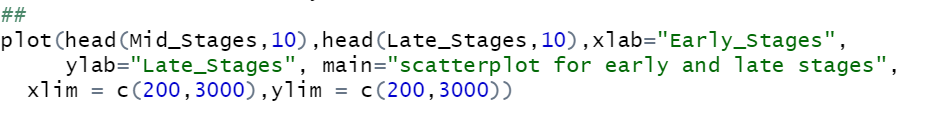 ##
plot(head(Mid_Stages,10),head(Late_Stages,10),xlab="Early_Stages",
ylab="Late_Stages", main="scatterplot for early and late stages",
xlim = c(200,3000),ylim = c(200,3000))